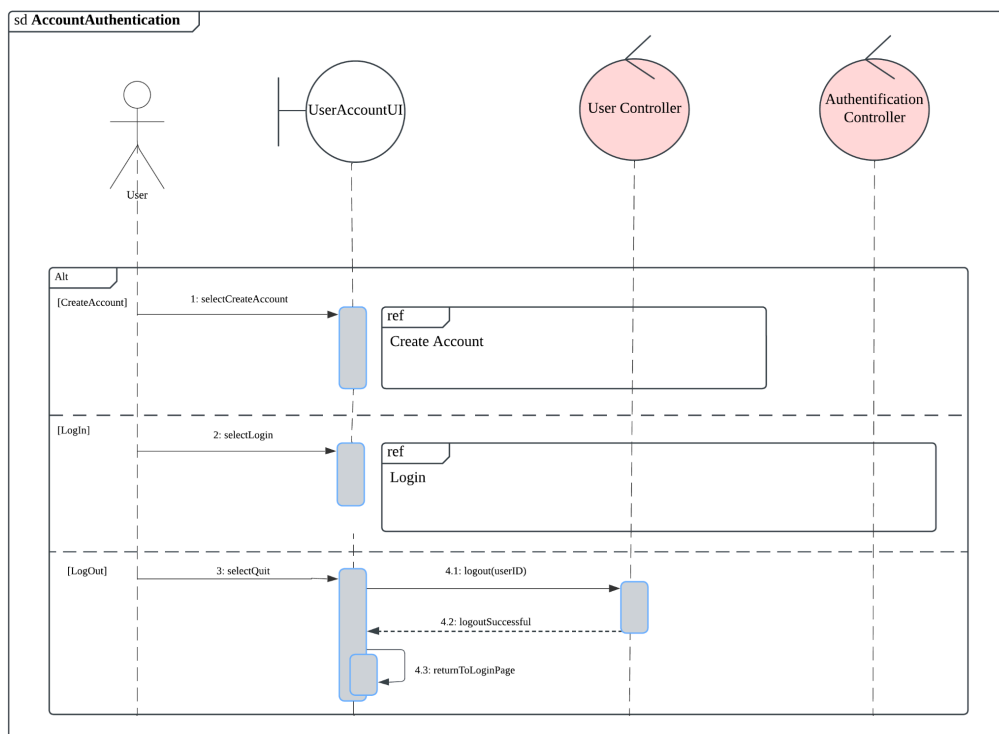 sd AccountAuthentication
User
UserAccountUI
User Controller
Authentification
Controller
Alt
[CreateAccount]
1: selectCreateAccount
ref
Create Account
[LogIn]
2: selectLogin
ref
Login
[LogOut]
3: selectQuit
4.1: logout(userID)
4.2: logoutSuccessful
4.3: returnToLoginPage